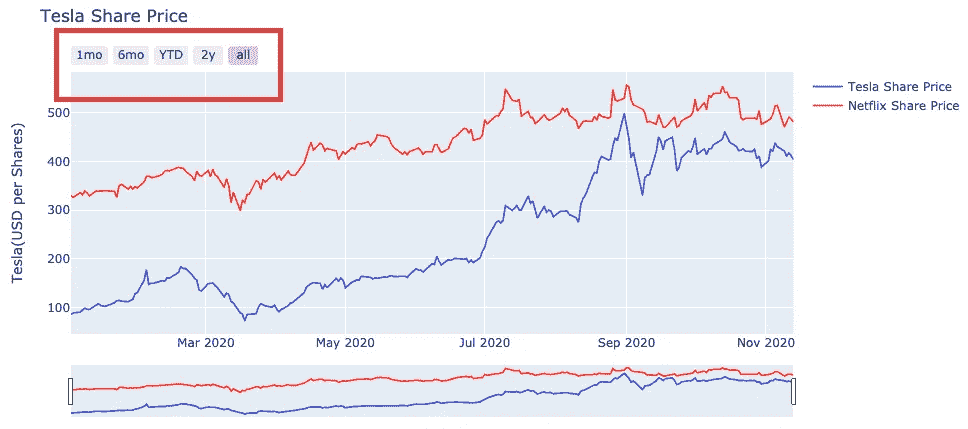 Tesla Share Price
1mo 6mo YTD 2y all
Tesla Share Price
Netflix Share Price
Tesla(USD per Shares)
500
400
300
200
100
Mar 2020 May 2020 Jul 2020 Sep 2020 Nov 2020